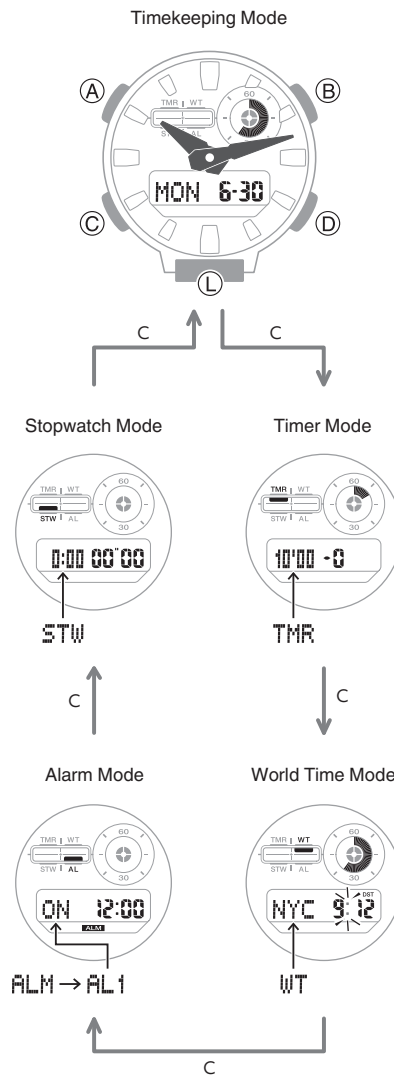 Timekeeping Mode
A
B
60
TMR WT
STW AL
MON 6-30
C
D
L
C
C
Stopwatch Mode
Timer Mode
60
TMR WT
STW AL
30
0:00 00"00
STW
60
TMR WT
STW AL
30
10'00 -0
TMR
C
C
Alarm Mode
World Time Mode
60
TMR WT
STW AL
30
ON 12:00
ALM
ALM → AL1
60
TMR WT
STW AL
30
DST
NYC 9:12
WT
C